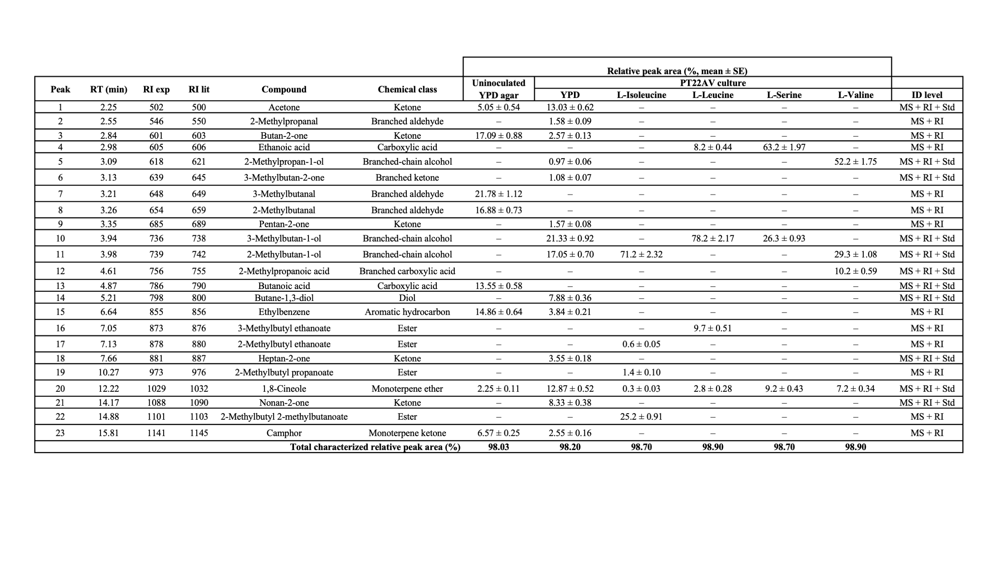 Relative peak area (%, mean ± SE)
Peak RT (min) RI exp RI lit Compound Chemical class Uninoculated YPD agar PT22AV culture
YPD L-Isoleucine L-Leucine L-Serine L-Valine ID level
1 2.25 502 500 Acetone Ketone 5.05 ± 0.54 13.03 ± 0.62 – – – – MS + RI + Std
2 2.55 546 550 2-Methylpropanal Branched aldehyde – 1.58 ± 0.09 – – – – MS + RI
3 2.84 601 603 Butan-2-one Ketone 17.09 ± 0.88 2.57 ± 0.13 – – – – MS + RI
4 2.98 605 606 Ethanoic acid Carboxylic acid – – – 8.2 ± 0.44 63.2 ± 1.97 – MS + RI
5 3.09 618 621 2-Methylpropan-1-ol Branched-chain alcohol – 0.97 ± 0.06 – – – 52.2 ± 1.75 MS + RI + Std
6 3.13 639 645 3-Methylbutan-2-one Branched ketone – 1.08 ± 0.07 – – – – MS + RI + Std
7 3.21 648 649 3-Methylbutanal Branched aldehyde 21.78 ± 1.12 – – – – – MS + RI
8 3.26 654 659 2-Methylbutanal Branched aldehyde 16.88 ± 0.73 – – – – – MS + RI
9 3.35 685 689 Pentan-2-one Ketone – 1.57 ± 0.08 – – – – MS + RI
10 3.94 736 738 3-Methylbutan-1-ol Branched-chain alcohol – 21.33 ± 0.92 – 78.2 ± 2.17 26.3 ± 0.93 – MS + RI + Std
11 3.98 739 742 2-Methylbutan-1-ol Branched-chain alcohol – 17.05 ± 0.70 71.2 ± 2.32 – – 29.3 ± 1.08 MS + RI + Std
12 4.61 756 755 2-Methylpropanoic acid Branched carboxylic acid – – – – – 10.2 ± 0.59 MS + RI + Std
13 4.87 786 790 Butanoic acid Carboxylic acid 13.55 ± 0.58 – – – – – MS + RI + Std
14 5.21 798 800 Butane-1,3-diol Diol – 7.88 ± 0.36 – – – – MS + RI + Std
15 6.64 855 856 Ethylbenzene Aromatic hydrocarbon 14.86 ± 0.64 3.84 ± 0.21 – – – – MS + RI
16 7.05 873 876 3-Methylbutyl ethanoate Ester – – – 9.7 ± 0.51 – – MS + RI
17 7.13 878 880 2-Methylbutyl ethanoate Ester – – 0.6 ± 0.05 – – – MS + RI
18 7.66 881 887 Heptan-2-one Ketone – 3.55 ± 0.18 – – – – MS + RI + Std
19 10.27 973 976 2-Methylbutyl propanoate Ester – – 1.4 ± 0.10 – – – MS + RI
20 12.22 1029 1032 1,8-Cineole Monoterpene ether 2.25 ± 0.11 12.87 ± 0.52 0.3 ± 0.03 2.8 ± 0.28 9.2 ± 0.43 7.2 ± 0.34 MS + RI + Std
21 14.17 1088 1090 Nonan-2-one Ketone – 8.33 ± 0.38 – – – – MS + RI + Std
22 14.88 1101 1103 2-Methylbutyl 2-methylbutanoate Ester – – 25.2 ± 0.91 – – – MS + RI
23 15.81 1141 1145 Camphor Monoterpene ketone 6.57 ± 0.25 2.55 ± 0.16 – – – – MS + RI
Total characterized relative peak area (%) 98.03 98.20 98.70 98.90 98.70 98.90